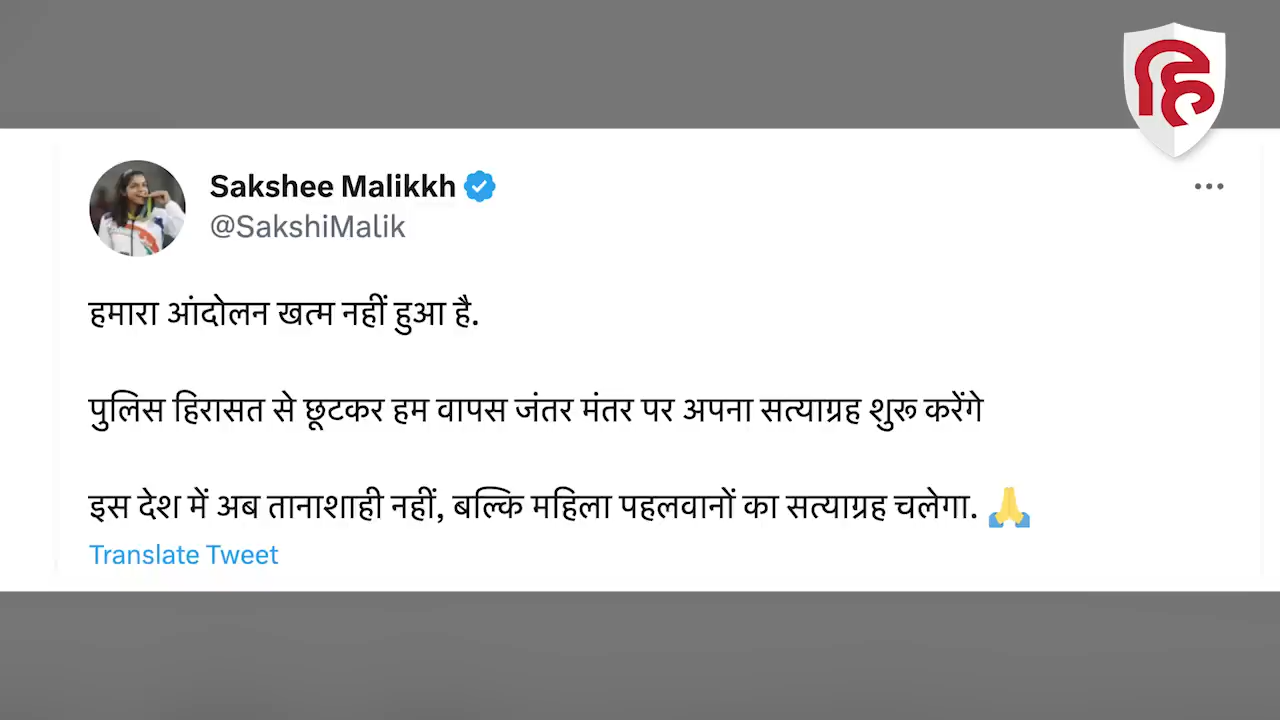 हि
Sakshee Malikkh
@SakshiMalik
हमारा आंदोलन खत्म नहीं हुआ है.
पुलिस हिरासत से छूटकर हम वापस जंतर मंतर पर अपना सत्याग्रह शुरू करेंगे
इस देश में अब तानाशाही नहीं, बल्कि महिला पहलवानों का सत्याग्रह चलेगा. 🙏
Translate Tweet